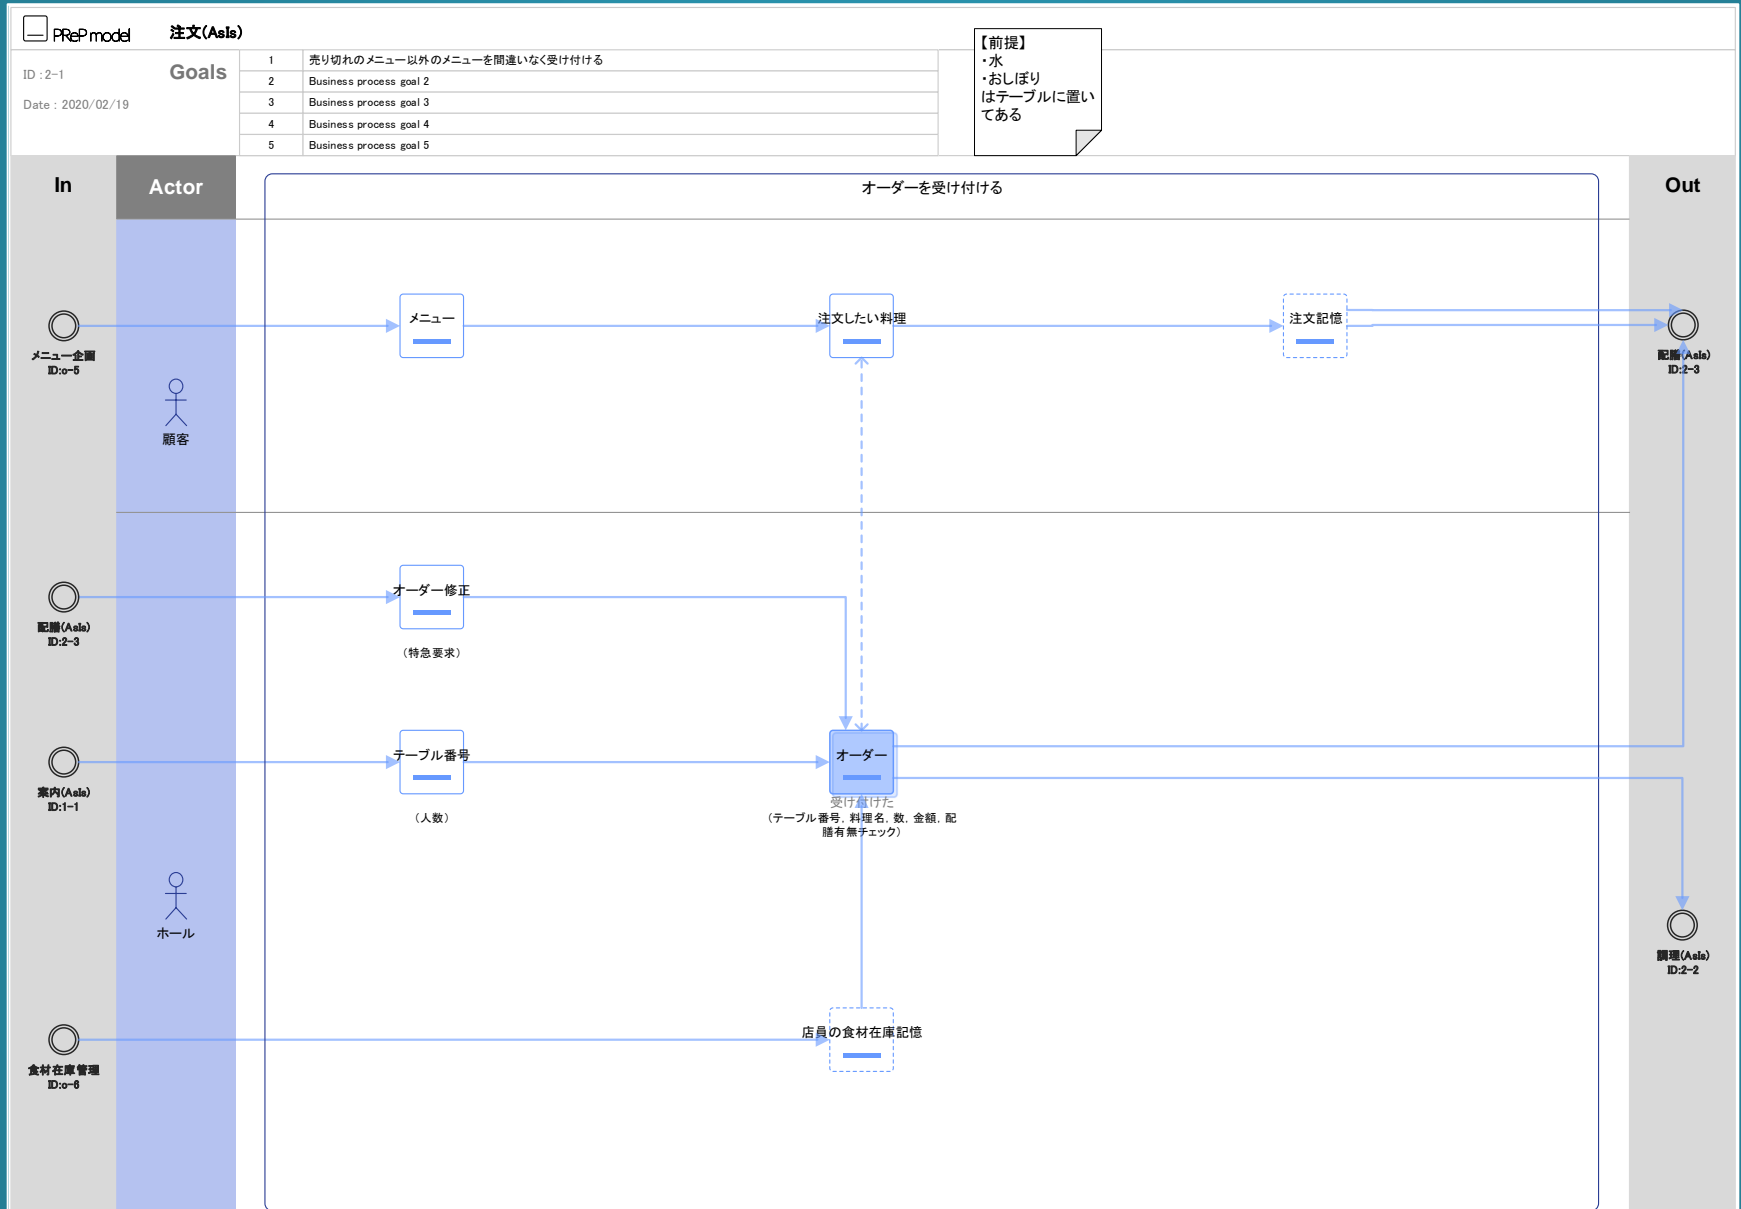 PReP model
注文(AsIs)
ID : 2-1
Date : 2020/02/19
Goals
1 売り切れのメニュー以外のメニューを間違いなく受け付ける
2 Business process goal 2
3 Business process goal 3
4 Business process goal 4
5 Business process goal 5
【前提】
・水
・おしぼり
はテーブルに置い
てある
In
Actor
オーダーを受け付ける
Out
メニュー企画
ID:o-5
メニュー
注文したい料理
注文記憶
配膳(AsIs)
ID:2-3
顧客
配膳(AsIs)
ID:2-3
オーダー修正
（特急要求）
案内(AsIs)
ID:1-1
テーブル番号
（人数）
オーダー
受け付けた
（テーブル番号, 料理名, 数, 金額, 配
膳有無チェック）
ホール
調理(AsIs)
ID:2-2
食材在庫管理
ID:o-6
店員の食材在庫記憶